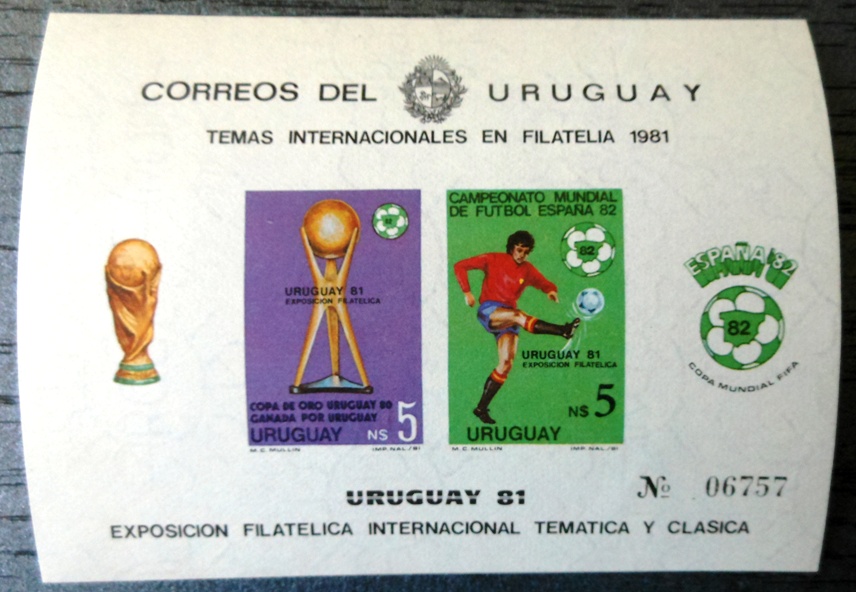 CORREOS DEL URUGUAY
TEMAS INTERNACIONALES EN FILATELIA 1981
82
URUGUAY 81
EXPOSICION FILATELICA
COPA DE ORO URUGUAY 80
GANADA POR URUGUAY
URUGUAY N$ 5
M.C. MULLIN IMP. NAL./81
CAMPEONATO MUNDIAL
DE FUTBOL ESPAÑA 82
82
URUGUAY 81
EXPOSICION FILATELICA
N$ 5
URUGUAY
M.C. MULLIN IMP. NAL./81
ESPAÑA '82
82
COPA MUNDIAL FIFA
№ 06757
URUGUAY 81
EXPOSICION FILATELICA INTERNACIONAL TEMATICA Y CLASICA